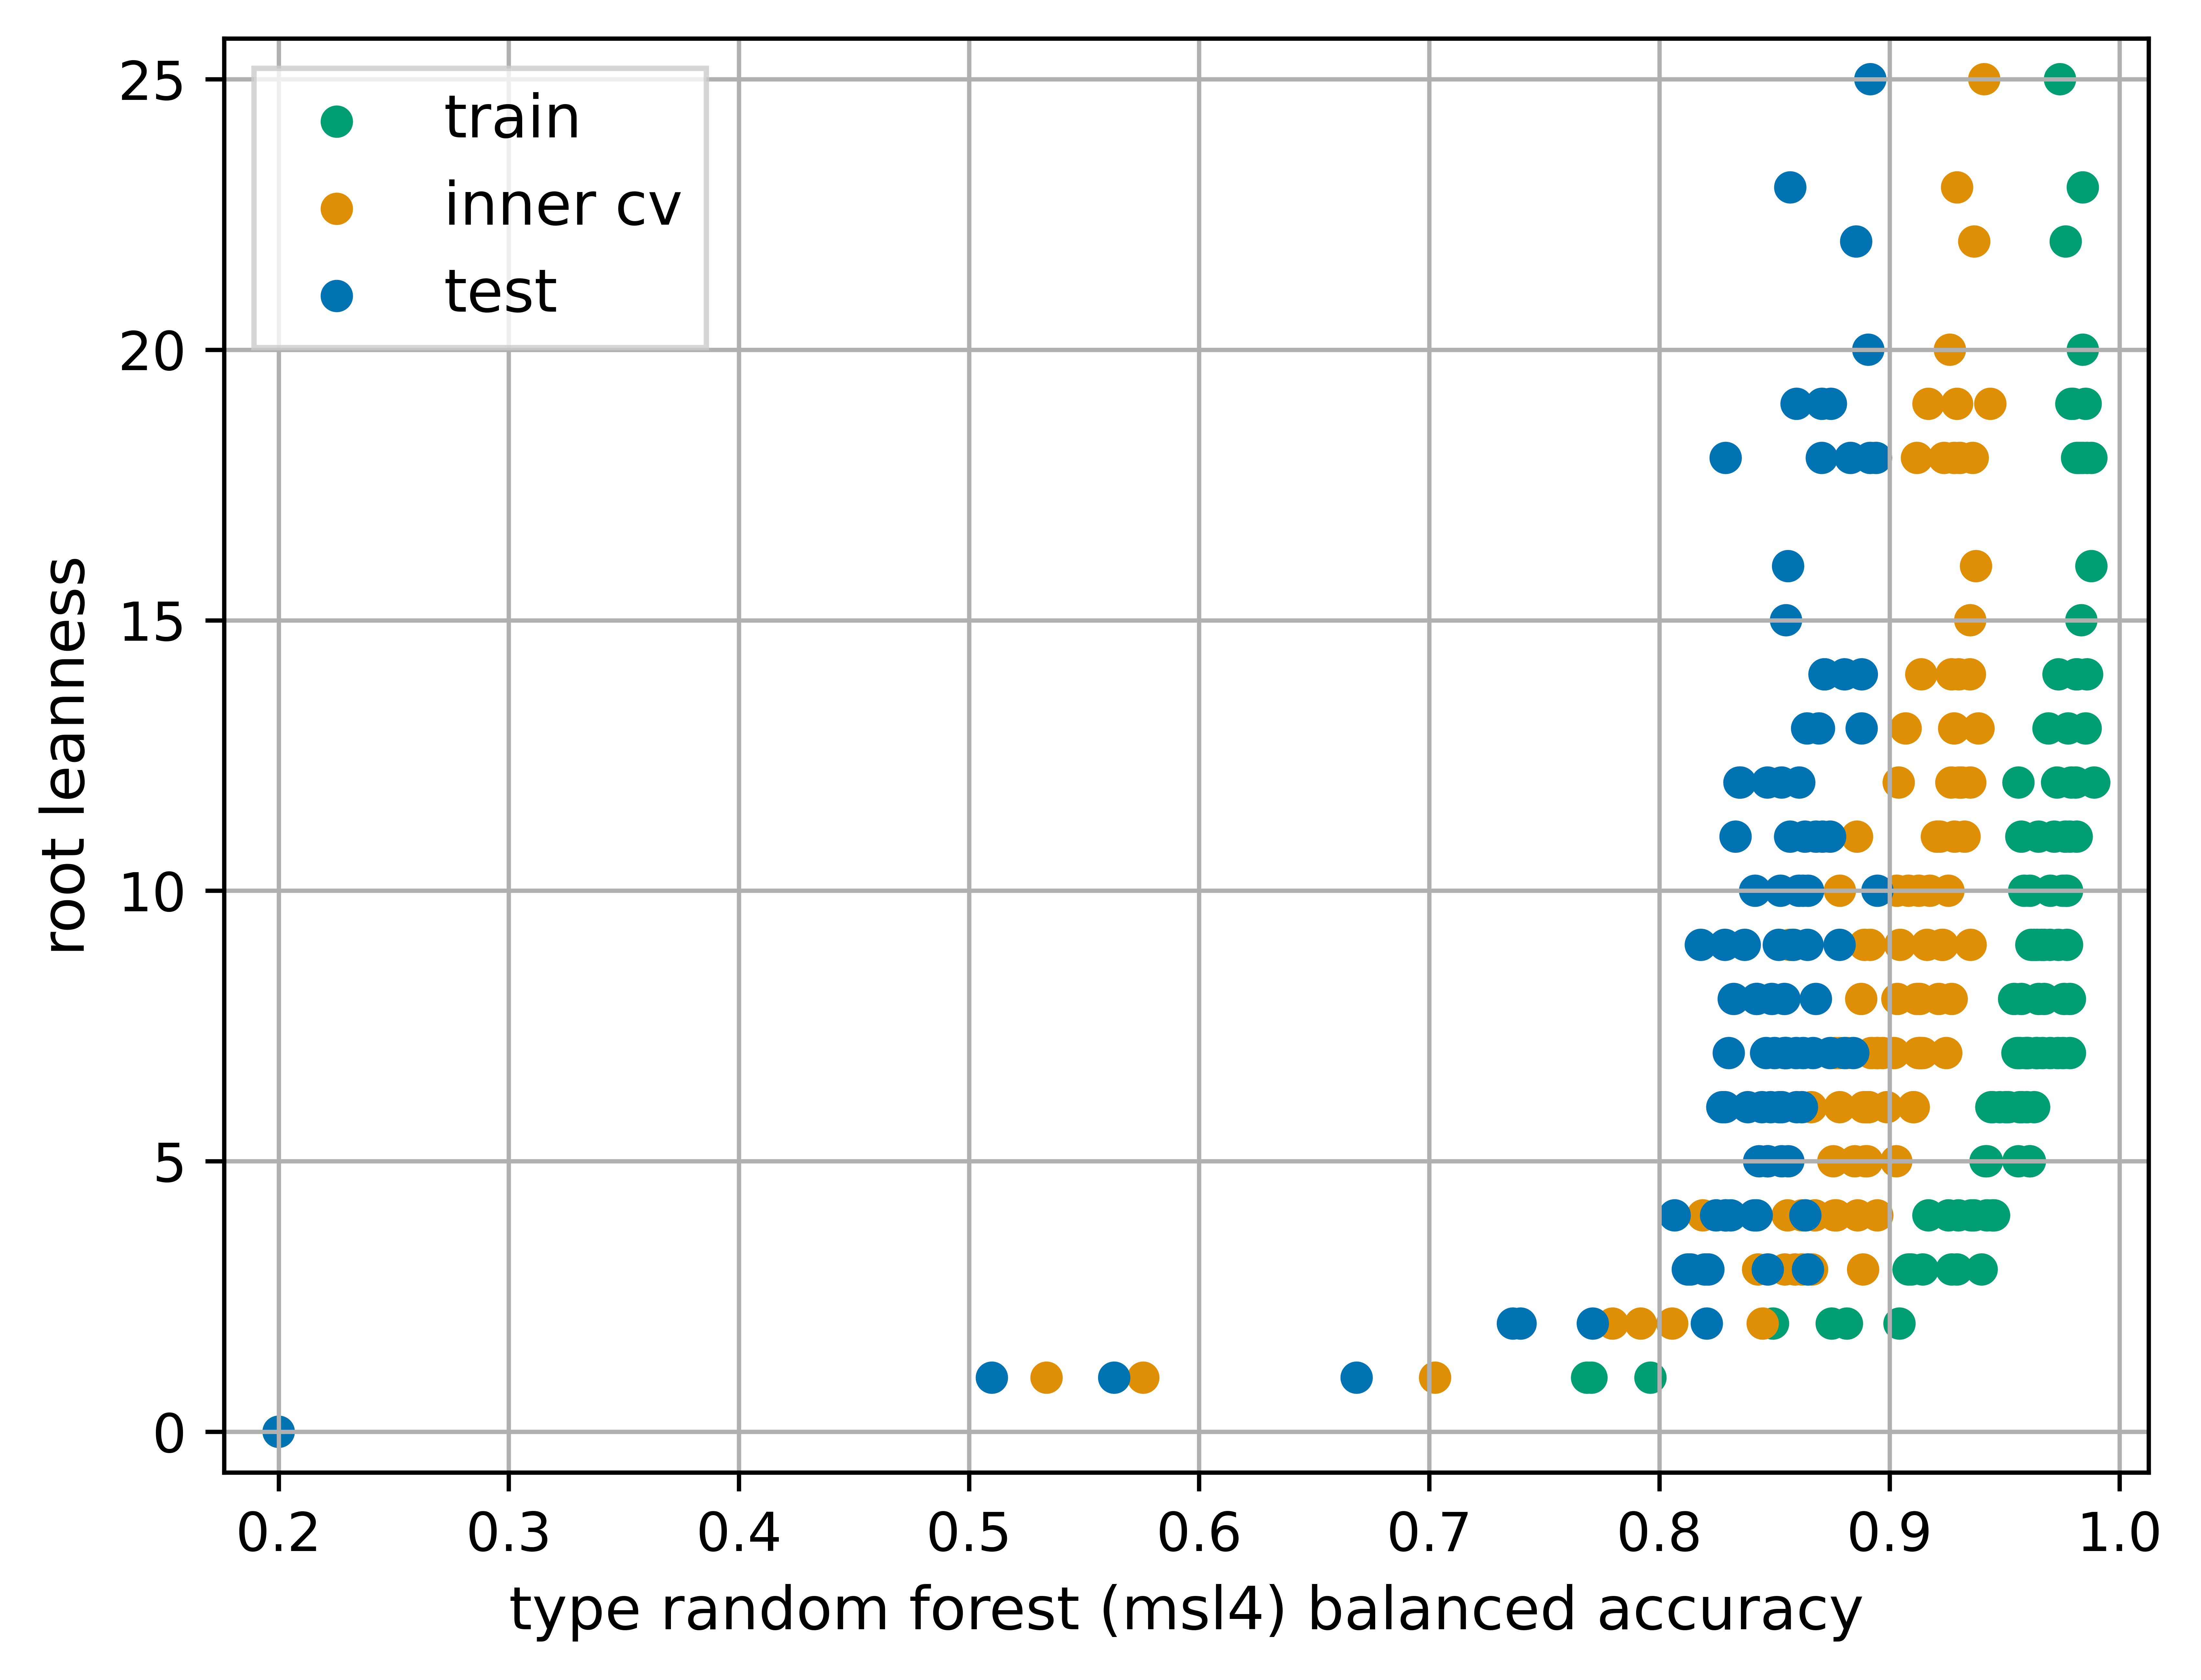 train
inner cv
test
25
20
15
10
5
0
root leanness
0.2 0.3 0.4 0.5 0.6 0.7 0.8 0.9 1.0
type random forest (msl4) balanced accuracy